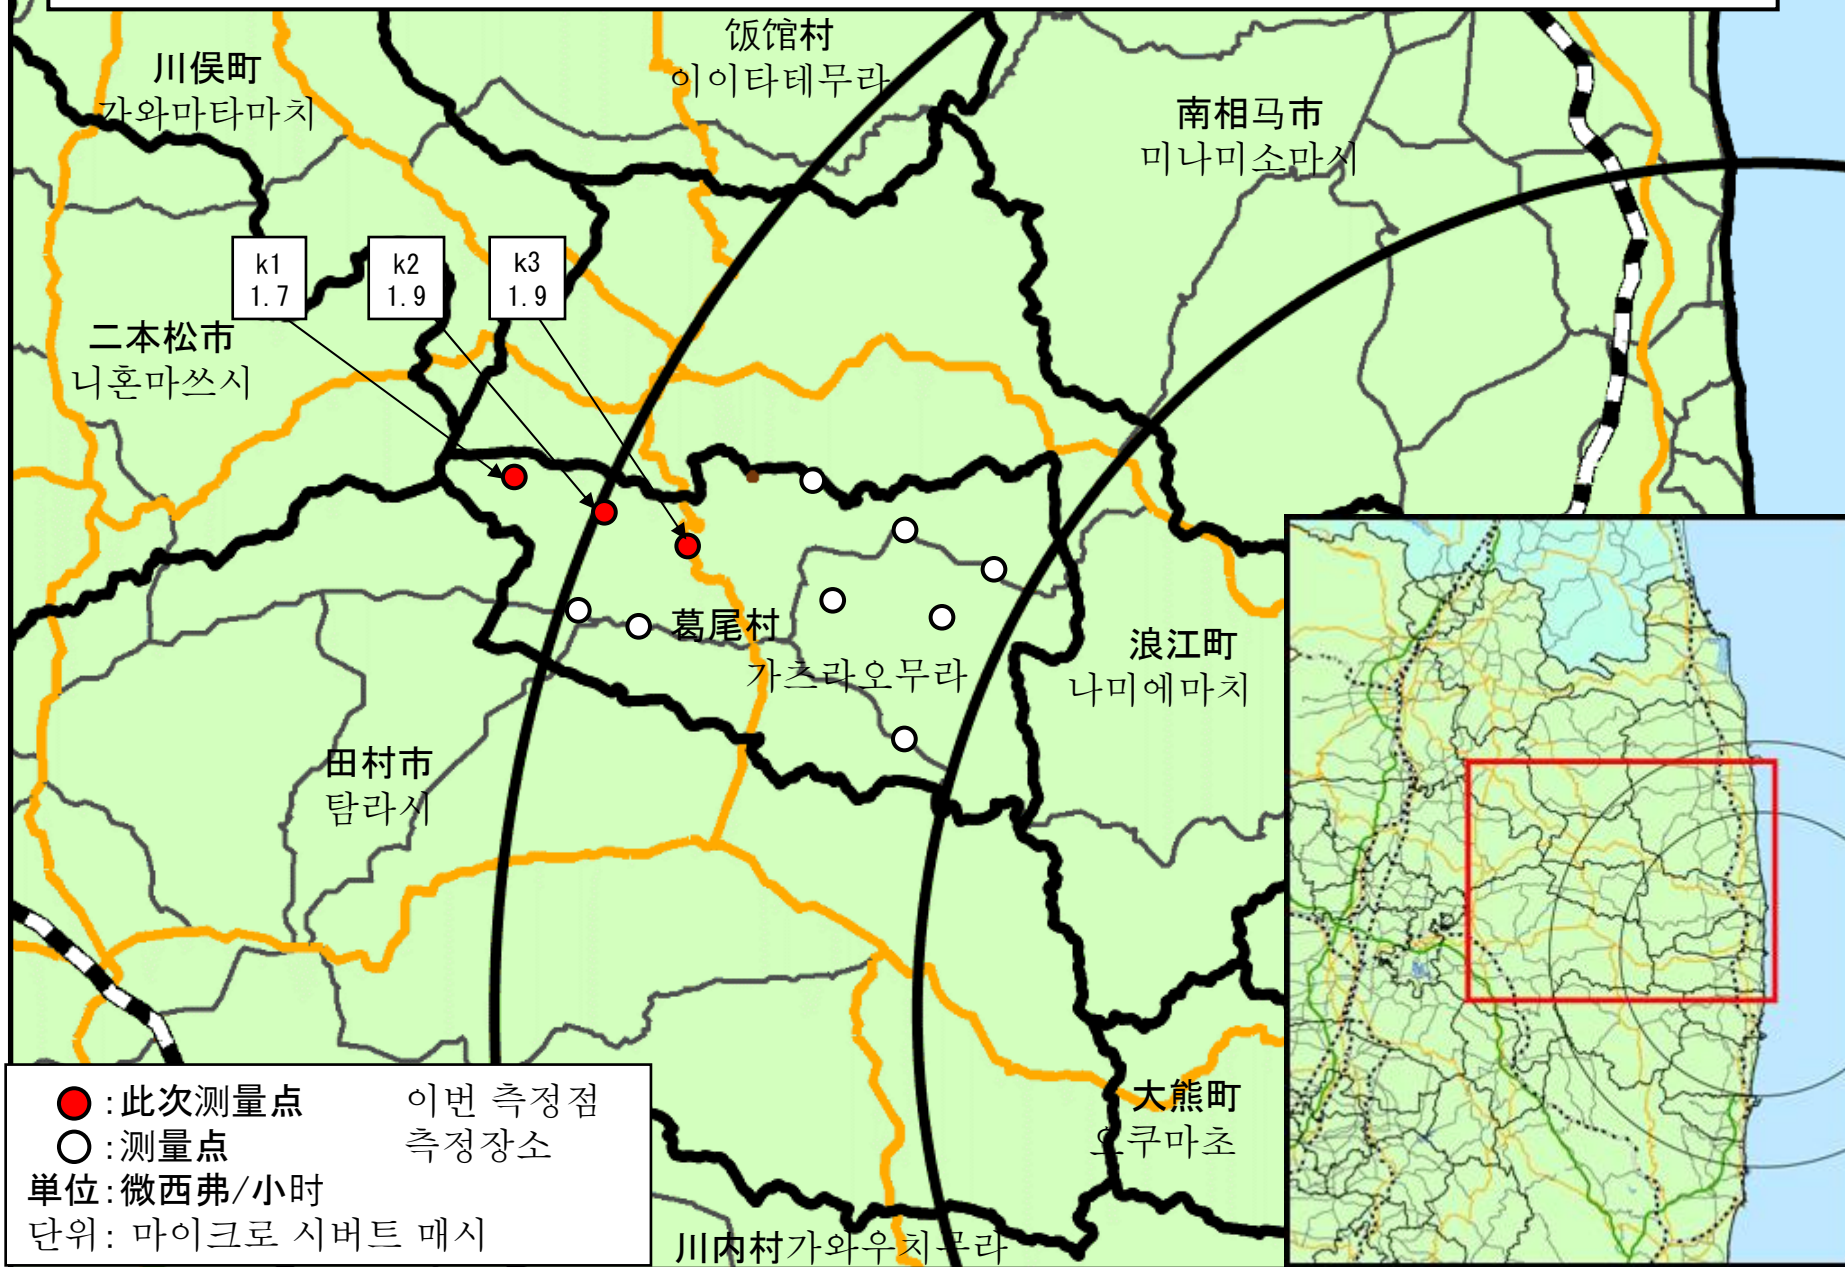 饭馆村
이이타테무라
川俣町
가와마타마치
南相马市
미나미소마시
k1
1.7
k2
1.9
k3
1.9
二本松市
니혼마쓰시
葛尾村
가츠라오무라
浪江町
나미에마치
田村市
탐라시
大熊町
오쿠마초
川内村가와우치무라
:此次测量点 이번 측정점
:测量点 측정장소
単位:微西弗/小时
단위: 마이크로 시버트 매시